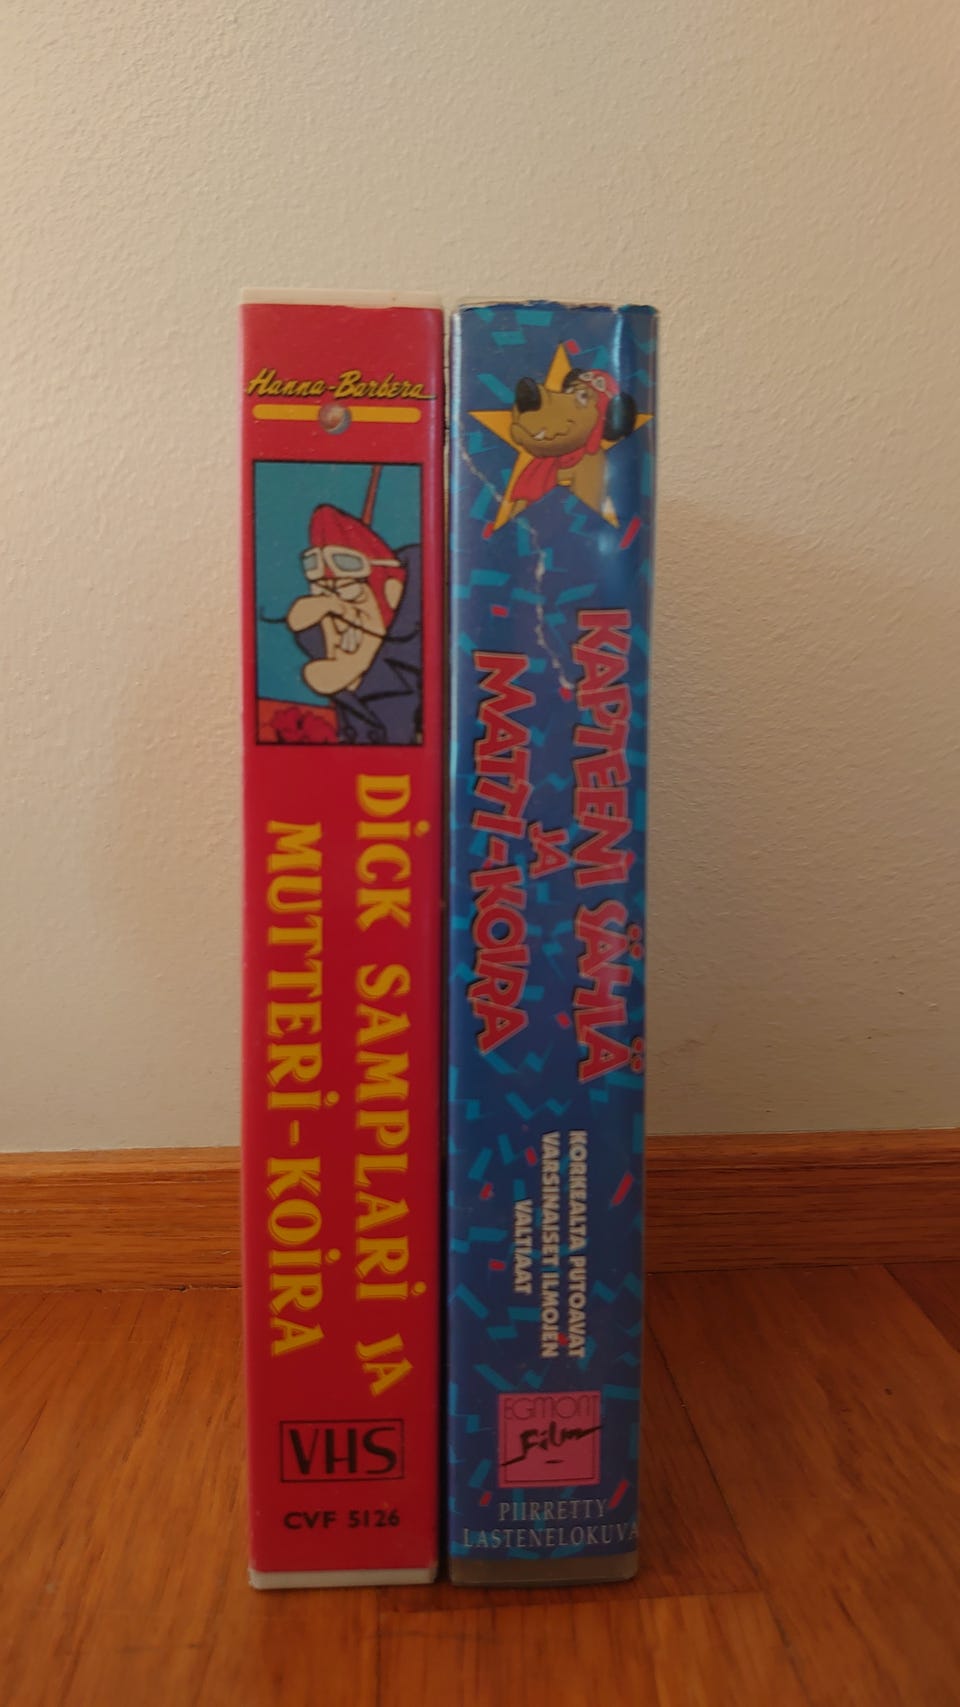 Hanna-Barbera
DICK SAMPLARI JA
MUTTERI-KOIRA
VHS
CVF 5126
KAPTEENI SÄHLÄ
JA
MATTI-KOIRA
KORKEALTA PUTOAVAT
VARSINAISET ILMOJEN
VALTIAAT
EGMONT
Film
PIIRRETTY
LASTENELOKUVA